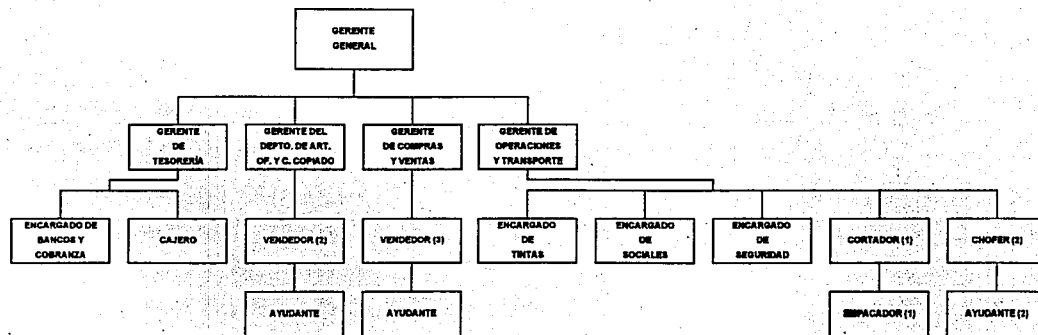 GERENTE
GENERAL
GERENTE
DE
TESORERÍA
GERENTE DEL
DEPTO. DE ART.
OF. Y C. COPIADO
GERENTE
DE COMPRAS
Y VENTAS
GERENTE DE
OPERACIONES
Y TRANSPORTE
ENCARGADO DE
BANCOS Y
COBRANZA
CAJERO
VENDEDOR (2)
VENDEDOR (3)
ENCARGADO
DE
TINTAS
ENCARGADO
DE
SOCIALES
ENCARGADO
DE
SEGURIDAD
CORTADOR (1)
CHOFER (2)
AYUDANTE
AYUDANTE
EMPACADOR (1)
AYUDANTE (2)